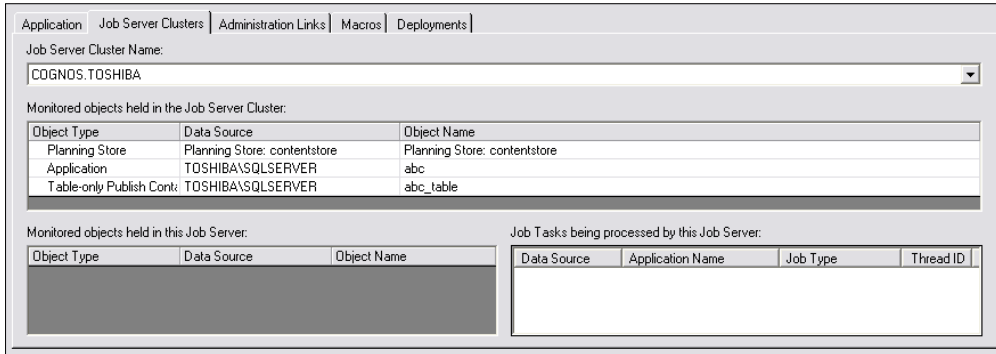 Application Job Server Clusters Administration Links Macros Deployments
Job Server Cluster Name:
COGNOS.TOSHIBA
Monitored objects held in the Job Server Cluster:
Object Type Data Source Object Name
Planning Store Planning Store: contentstore Planning Store: contentstore
Application TOSHIBA\SQLSERVER abc
Table-only Publish Conta TOSHIBA\SQLSERVER abc_table
Monitored objects held in this Job Server:
Object Type Data Source Object Name
Job Tasks being processed by this Job Server:
Data Source Application Name Job Type Thread ID